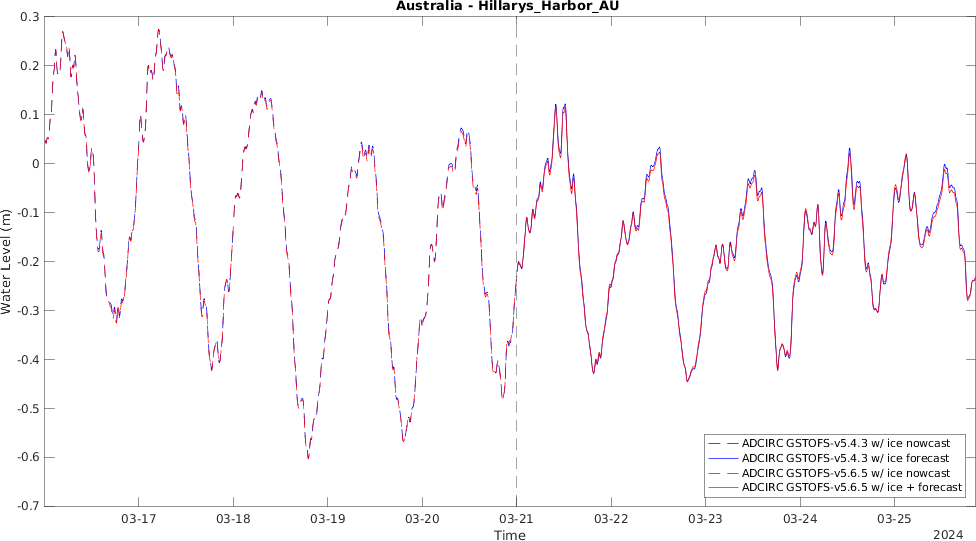 Australia - Hillarys_Harbor_AU
0.3
0.2
0.1
0
-0.1
-0.2
-0.3
-0.4
-0.5
-0.6
-0.7
Water Level (m)
ADCIRC GSTOFS-v5.4.3 w/ ice nowcast
ADCIRC GSTOFS-v5.4.3 w/ ice forecast
ADCIRC GSTOFS-v5.6.5 w/ ice nowcast
ADCIRC GSTOFS-v5.6.5 w/ ice + forecast
03-17 03-18 03-19 03-20 03-21 03-22 03-23 03-24 03-25
Time
2024